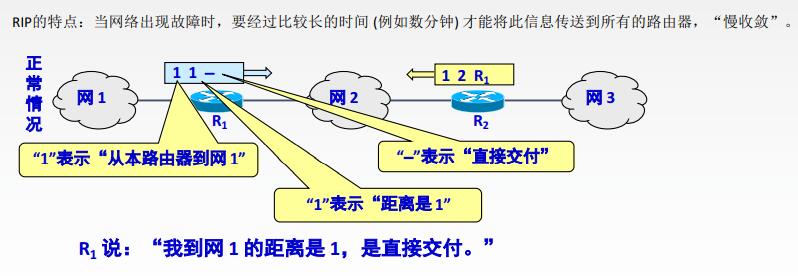 RIP的特点：当网络出现故障时，要经过比较长的时间 (例如数分钟) 才能将此信息传送到所有的路由器，“慢收敛”。
正常情况
1 1 –
1 2 R1
网 1
网 2
网 3
R1
R2
“1”表示“从本路由器到网 1”
“–”表示“直接交付”
“1”表示“距离是 1”
R1 说：“我到网 1 的距离是 1，是直接交付。”